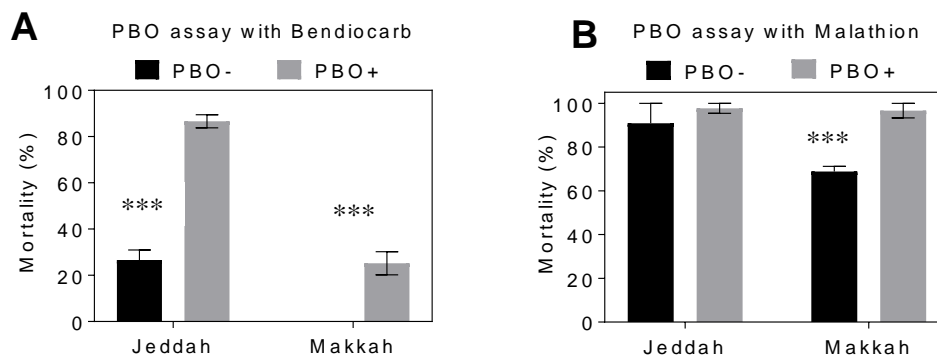 A
PBO assay with Bendiocarb
PBO- PBO+
Mortality (%)
100
80
60
40
20
0
***
***
Jeddah Makkah
B
PBO assay with Malathion
PBO- PBO+
Mortality (%)
100
80
60
40
20
0
***
Jeddah Makkah